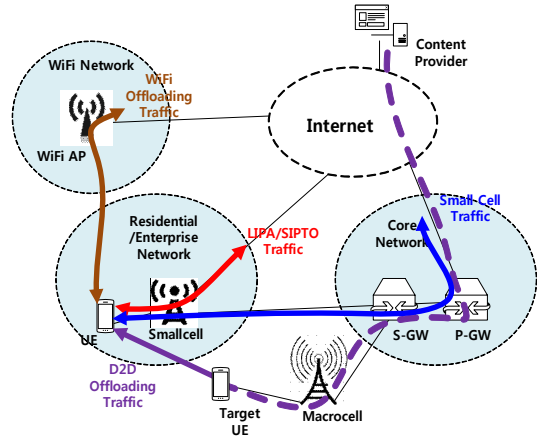 Content
Provider
WiFi Network
WiFi
Offloading
Traffic
WiFi AP
Internet
Small-Cell
Traffic
Residential
/Enterprise
Network
LIPA/SIPTO
Traffic
Core
Network
UE
Smallcell
S-GW
P-GW
D2D
Offloading
Traffic
Target
UE
Macrocell